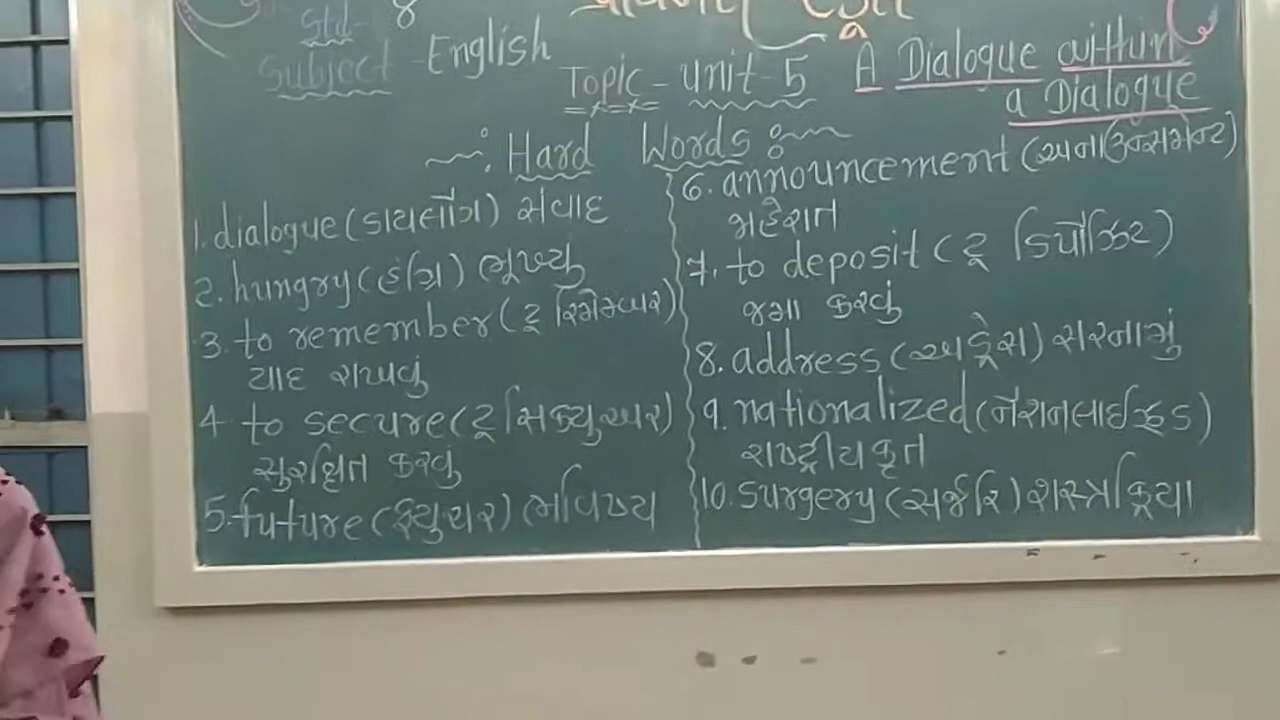 Std- 8
Subject - English
Topic - unit - 5
A Dialogue within
a Dialogue
Hard Words :
1. dialogue (ડાયલૉગ) સંવાદ
2. hungry (હંગ્રિ) ભૂખ્યું
3. to remember (ટૂ રિમેમ્બર)
યાદ રાખવું
4. to secure (ટૂ સિક્યુઅર)
સુરક્ષિત કરવું
5. future (ફ્યુચર) ભવિષ્ય
6. announcement (અનાઉન્સમેન્ટ)
જાહેરાત
7. to deposit (ટૂ ડિપૉઝિટ)
જમા કરવું
8. address (અડ્રેસ) સરનામું
9. nationalized (નૅશનલાઈઝ્ડ)
રાષ્ટ્રીયકૃત
10. surgery (સર્જરિ) શસ્ત્રક્રિયા